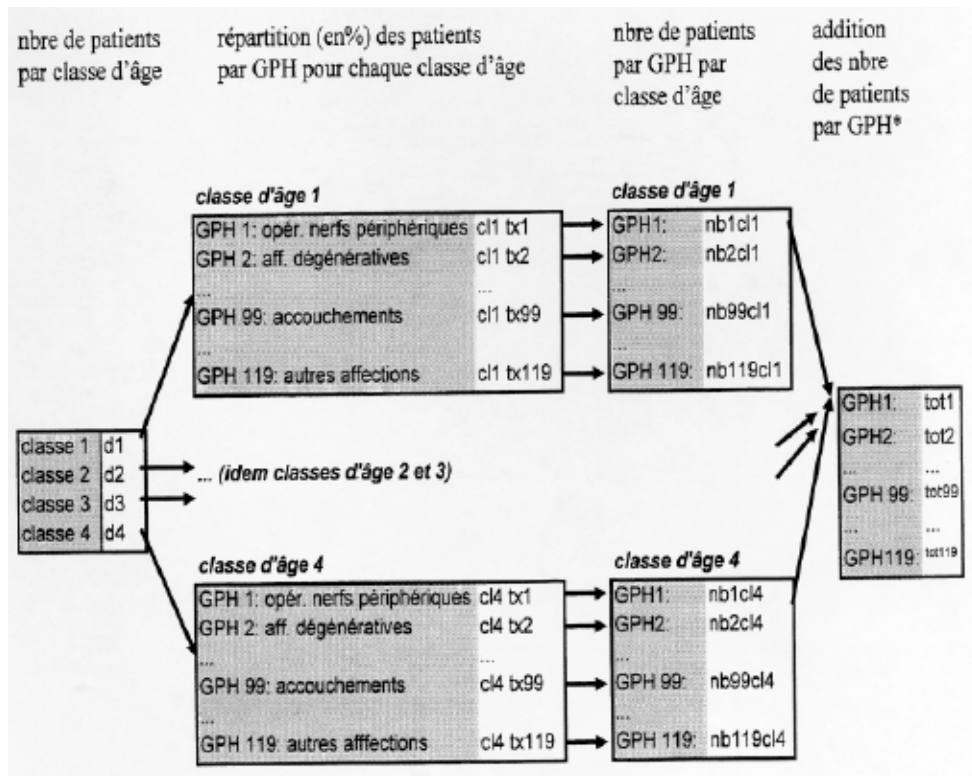 nbre de patients
par classe d'âge
répartition (en%) des patients
par GPH pour chaque classe d'âge
nbre de patients
par GPH par
classe d'âge
addition
des nbre
de patients
par GPH*
classe d'âge 1
GPH 1: opér. nerfs périphériques cl1 tx1
GPH 2: aff. dégénératives cl1 tx2
... ...
GPH 99: accouchements cl1 tx99
...
GPH 119: autres affections cl1 tx119
classe d'âge 1
GPH1: nb1cl1
GPH2: nb2cl1
...
GPH 99: nb99cl1
...
GPH 119: nb119cl1
classe 1 d1
classe 2 d2
classe 3 d3
classe 4 d4
... (idem classes d'âge 2 et 3)
GPH1: tot1
GPH2: tot2
... ...
GPH 99: tot99
... ...
GPH119: tot119
classe d'âge 4
GPH 1: opér. nerfs périphériques cl4 tx1
GPH 2: aff. dégénératives cl4 tx2
... ...
GPH 99: accouchements cl4 tx99
...
GPH 119: autres afffections cl4 tx119
classe d'âge 4
GPH1: nb1cl4
GPH2: nb2cl4
...
GPH 99: nb99cl4
...
GPH 119: nb119cl4